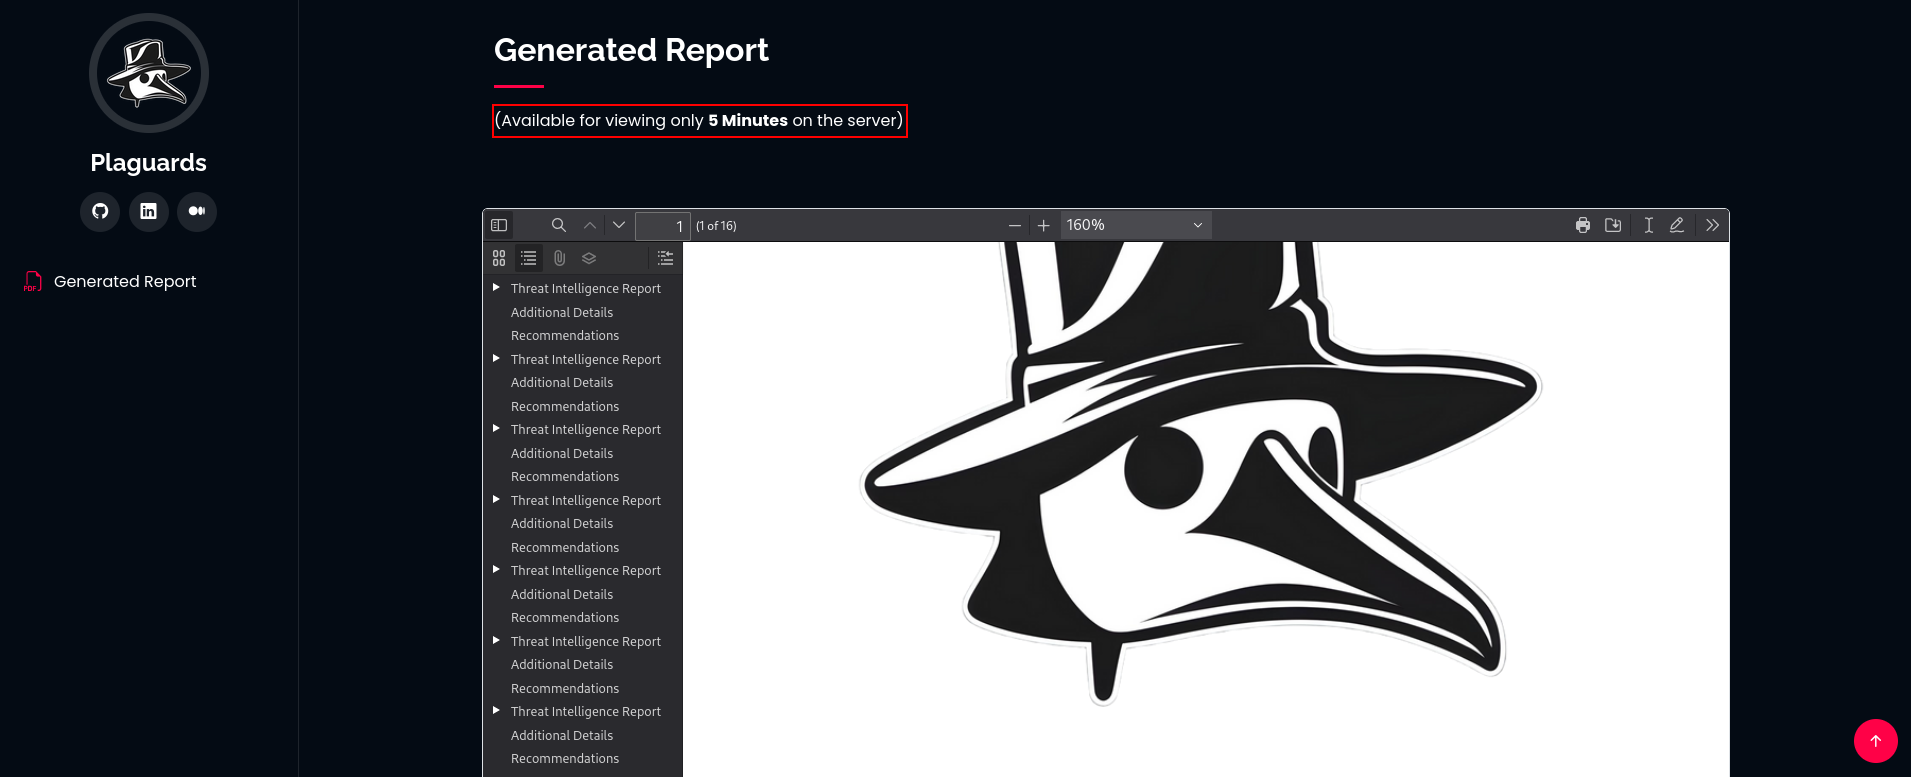 Plaguards
Generated Report
Generated Report
(Available for viewing only 5 Minutes on the server)
1 (1 of 16) 160%
Threat Intelligence Report
Additional Details
Recommendations
Threat Intelligence Report
Additional Details
Recommendations
Threat Intelligence Report
Additional Details
Recommendations
Threat Intelligence Report
Additional Details
Recommendations
Threat Intelligence Report
Additional Details
Recommendations
Threat Intelligence Report
Additional Details
Recommendations
Threat Intelligence Report
Additional Details
Recommendations